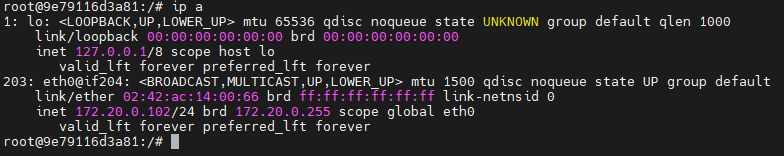 root@9e79116d3a81:/# ip a
1: lo: <LOOPBACK,UP,LOWER_UP> mtu 65536 qdisc noqueue state UNKNOWN group default qlen 1000
    link/loopback 00:00:00:00:00:00 brd 00:00:00:00:00:00
    inet 127.0.0.1/8 scope host lo
       valid_lft forever preferred_lft forever
203: eth0@if204: <BROADCAST,MULTICAST,UP,LOWER_UP> mtu 1500 qdisc noqueue state UP group default
    link/ether 02:42:ac:14:00:66 brd ff:ff:ff:ff:ff:ff link-netnsid 0
    inet 172.20.0.102/24 brd 172.20.0.255 scope global eth0
       valid_lft forever preferred_lft forever
root@9e79116d3a81:/#